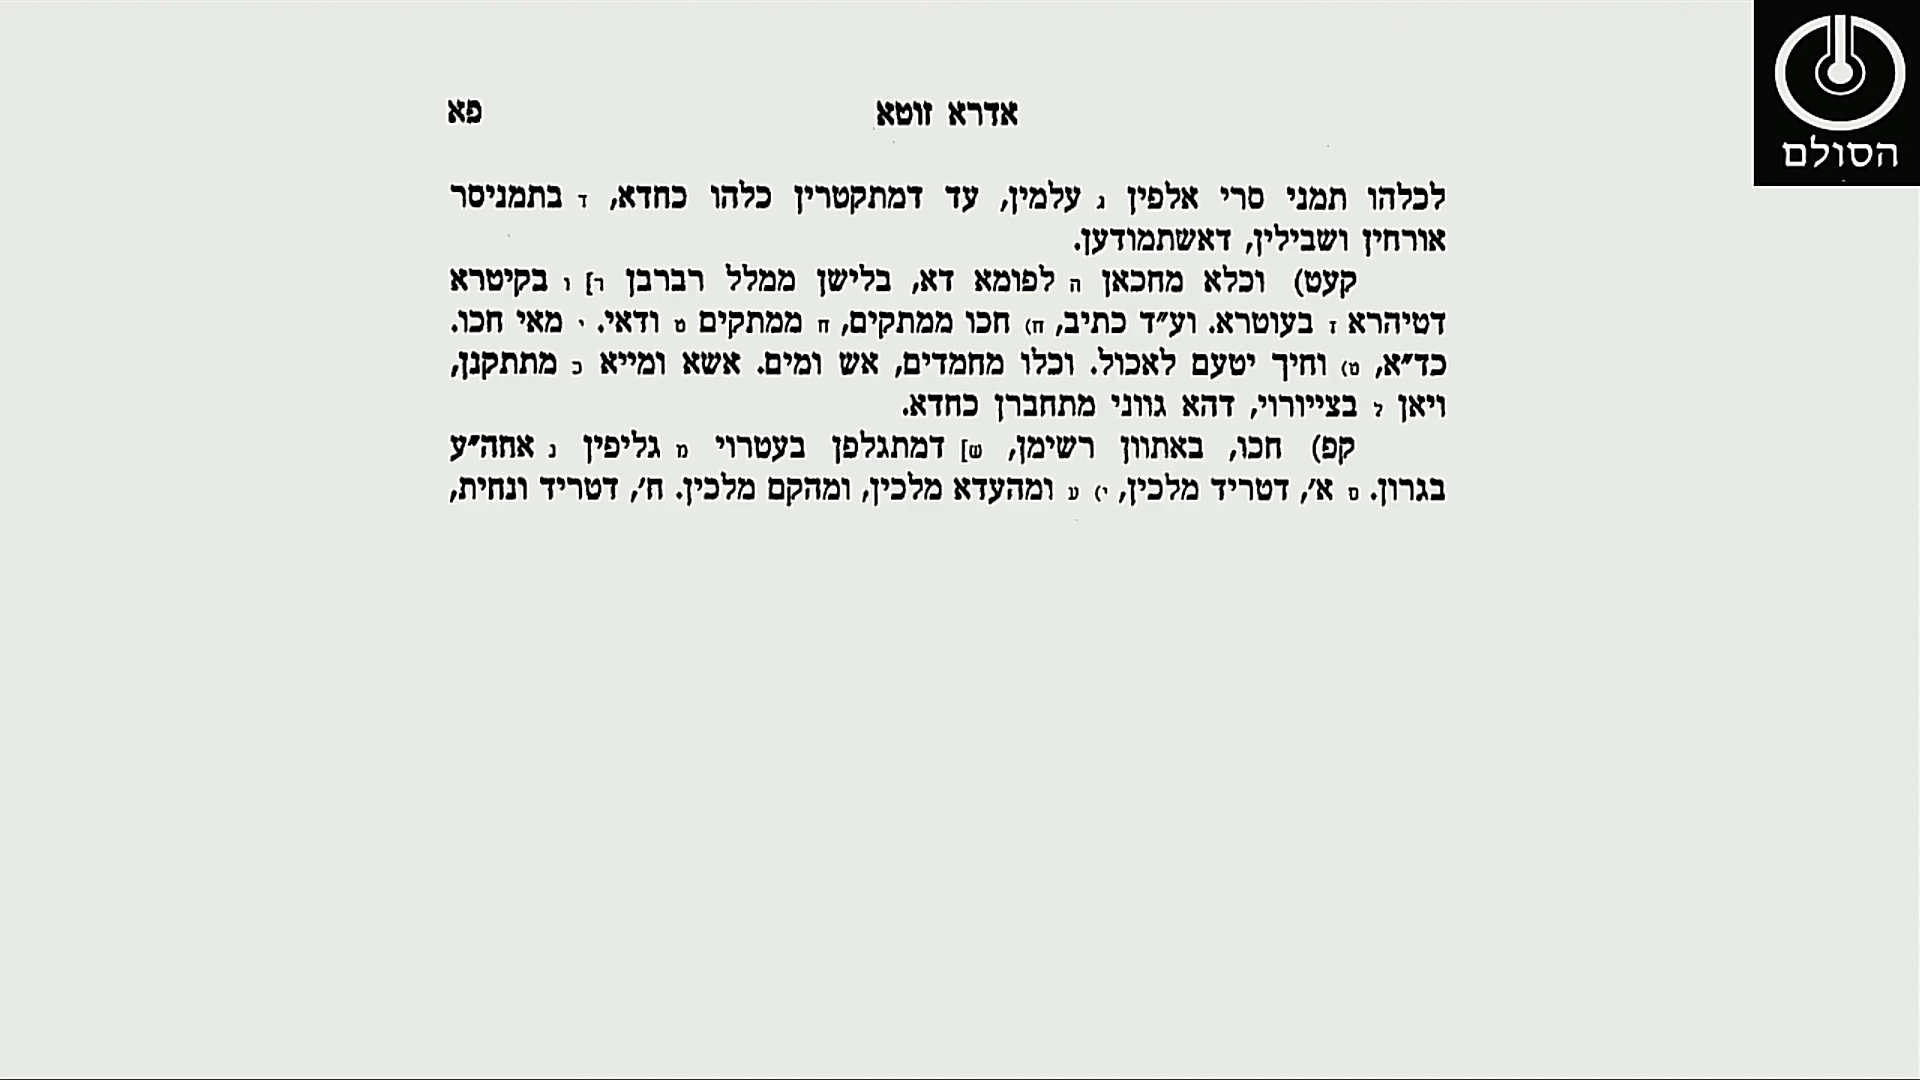 אדרא זוטא פא
הסולם
לכלהו תמני סרי אלפין ג עלמין, עד דמתקטרין כלהו כחדא, ד בתמניסר
אורחין ושבילין, דאשתמודען.
קעט) וכלא מחכאן ה לפומא דא, בלישן ממלל רברבן ר] ו בקיטרא
דטיהרא ז בעוטרא. וע״ד כתיב, ח) חכו ממתקים, ח ממתקים ט ודאי. י מאי חכו.
כד״א, ט) וחיך יטעם לאכול. וכלו מחמדים, אש ומים. אשא ומייא כ מתתקנן,
ויאן ל בצייורוי, דהא גווני מתחברן כחדא.
קפ) חכו, באתוון רשימן, ש] דמתגלפן בעטרוי מ גליפין נ אחה״ע
בגרון. ס א׳, דטריד מלכין, י) ע ומהעדא מלכין, ומהקם מלכין. ח׳, דטריד ונחית,